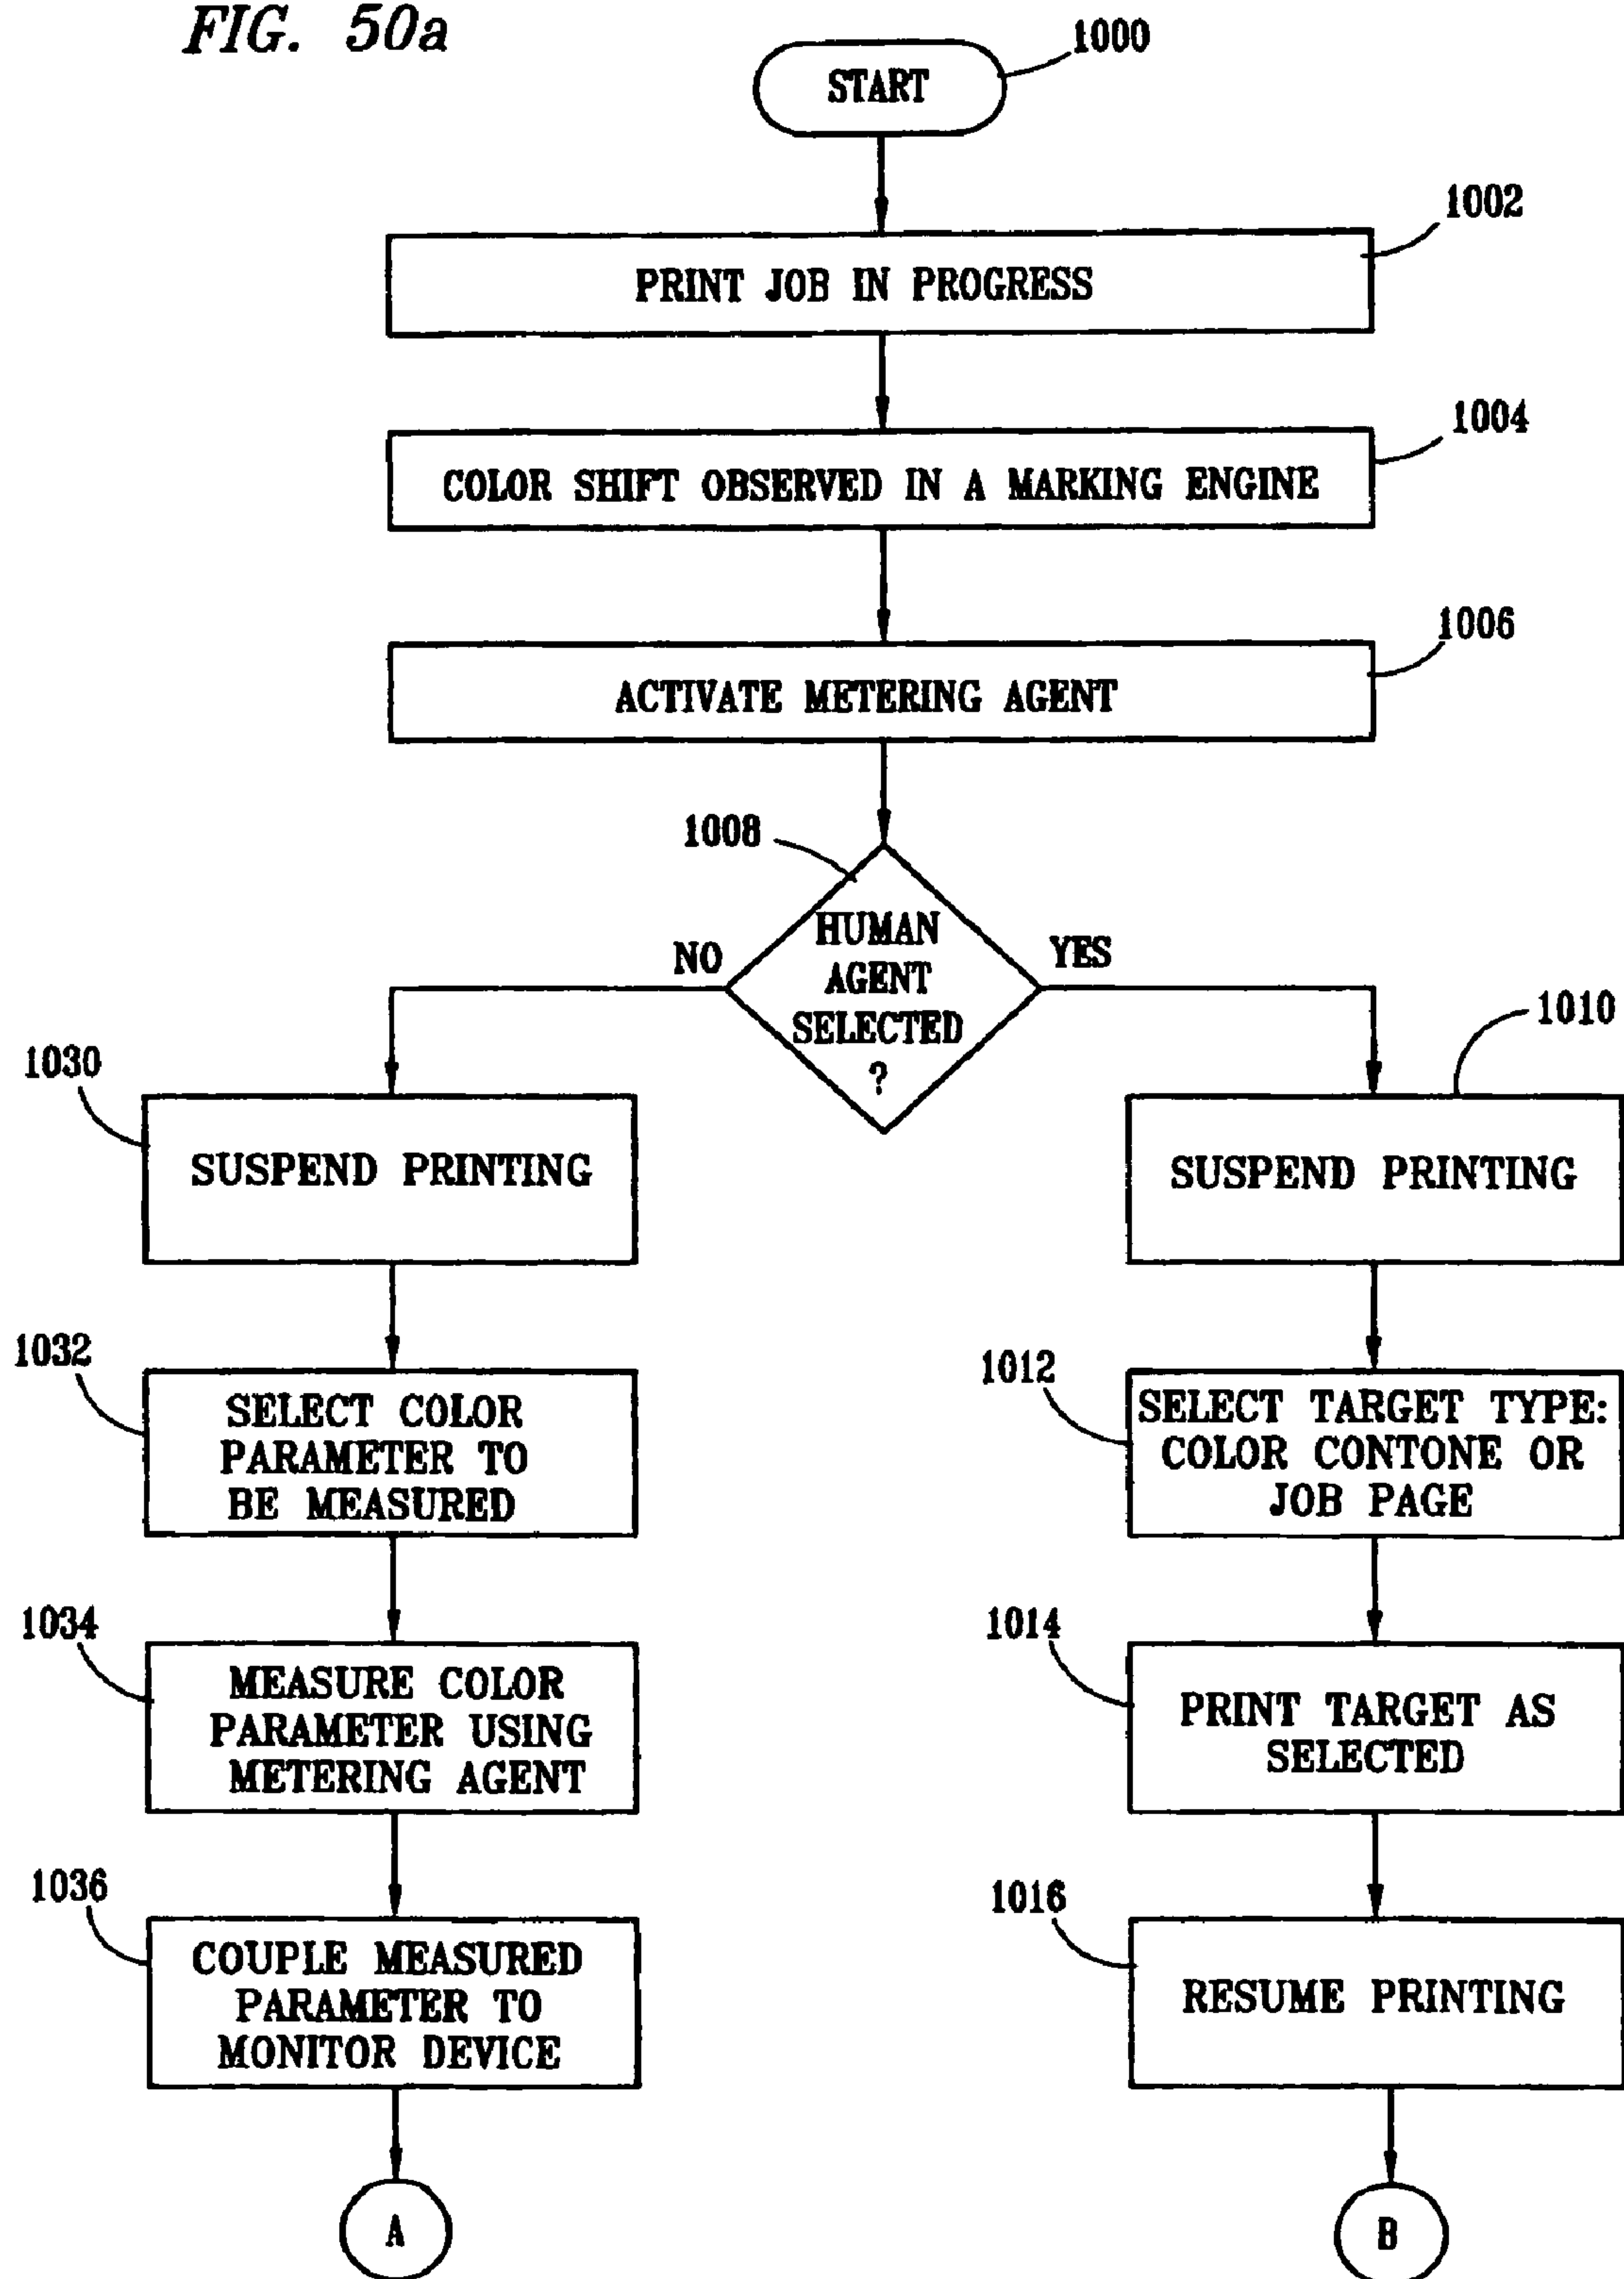 FIG. 50a
1000
START
1002
PRINT JOB IN PROGRESS
1004
COLOR SHIFT OBSERVED IN A MARKING ENGINE
1006
ACTIVATE METERING AGENT
1008
HUMAN
AGENT
SELECTED
?
NO
YES
1030
SUSPEND PRINTING
1032
SELECT COLOR
PARAMETER TO
BE MEASURED
1034
MEASURE COLOR
PARAMETER USING
METERING AGENT
1036
COUPLE MEASURED
PARAMETER TO
MONITOR DEVICE
A
1010
SUSPEND PRINTING
1012
SELECT TARGET TYPE:
COLOR CONTONE OR
JOB PAGE
1014
PRINT TARGET AS
SELECTED
1016
RESUME PRINTING
B